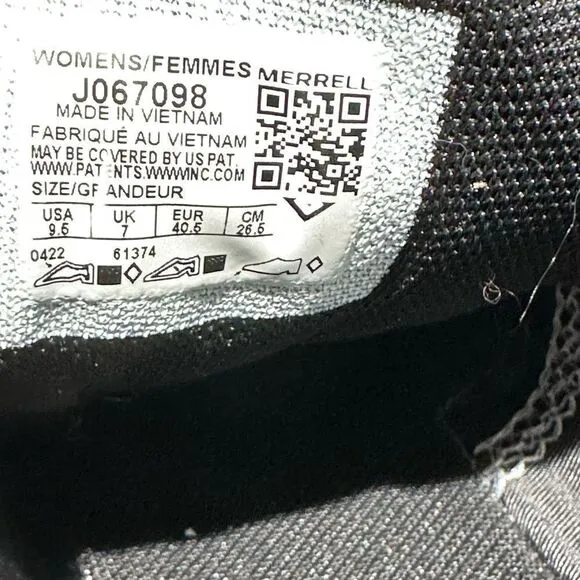 WOMENS/FEMMES MERRELL
J067098
MADE IN VIETNAM
FABRIQUÉ AU VIETNAM
MAY BE COVERED BY US PAT.
WWW.PATENTS.WWWINC.COM
SIZE/GRANDEUR
USA UK EUR CM
9.5 7 40.5 26.5
0422 61374